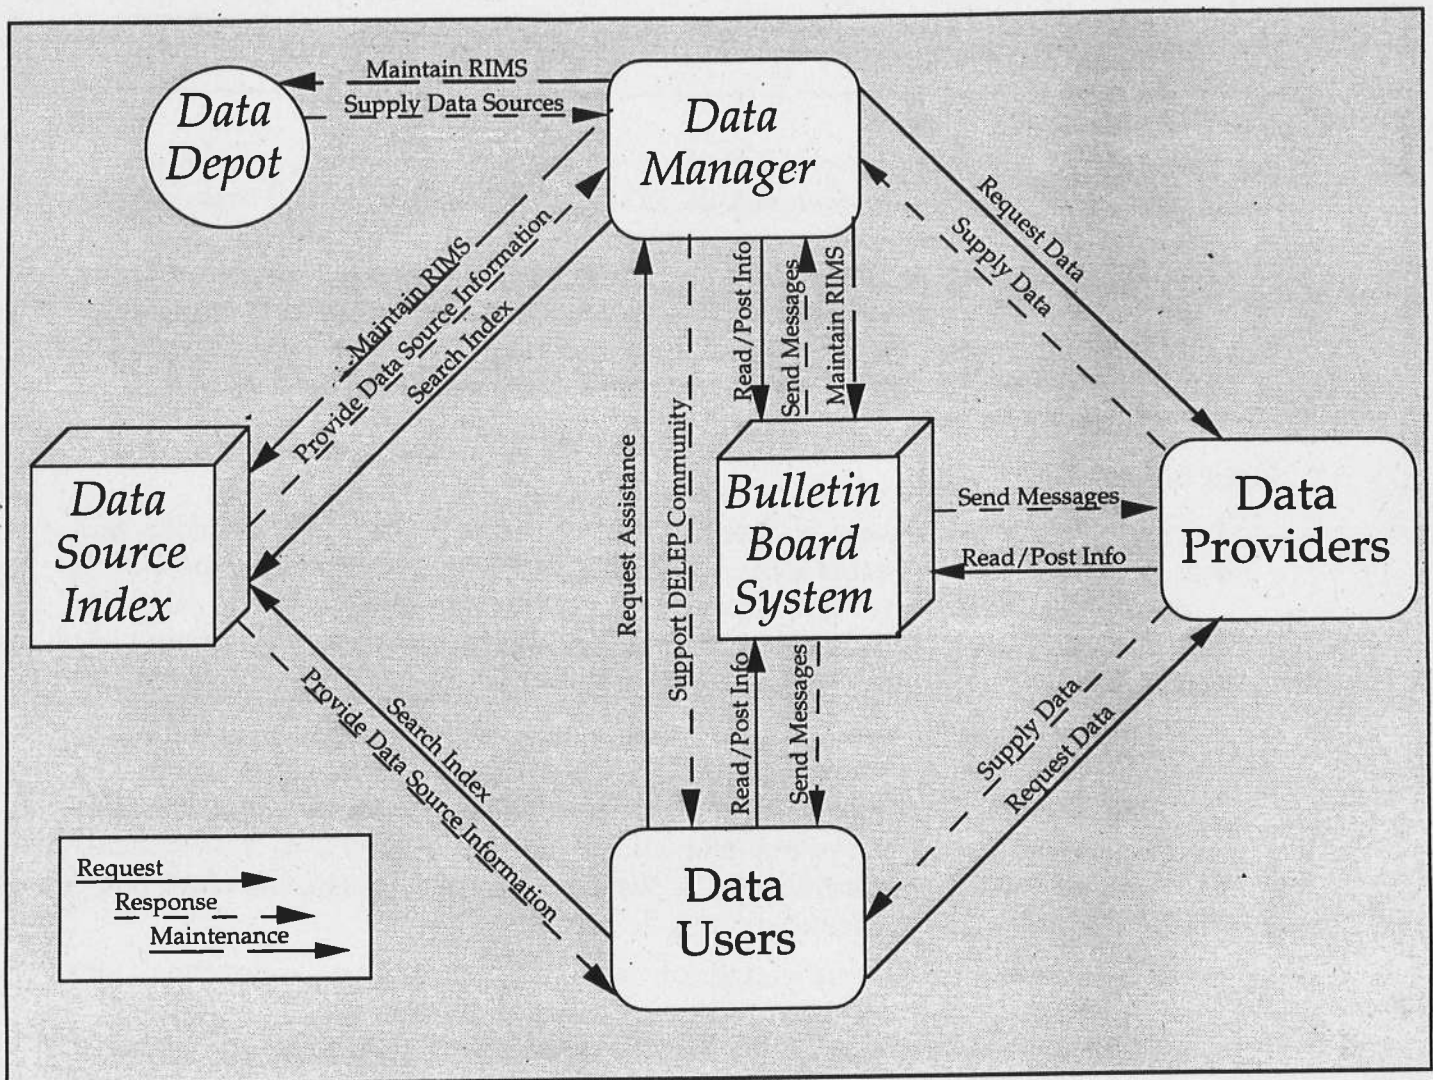 Maintain RIMS
Supply Data Sources
Data
Depot
Data
Manager
Request Data
Supply Data
Maintain RIMS
Provide Data Source Information
Search Index
Read/Post Info
Send Messages
Maintain RIMS
Request Assistance
Support DELEP Community
Data
Source
Index
Bulletin
Board
System
Send Messages
Read/Post Info
Data
Providers
Search Index
Provide Data Source Information
Read/Post Info
Send Messages
Supply Data
Request Data
Data
Users
Request
Response
Maintenance